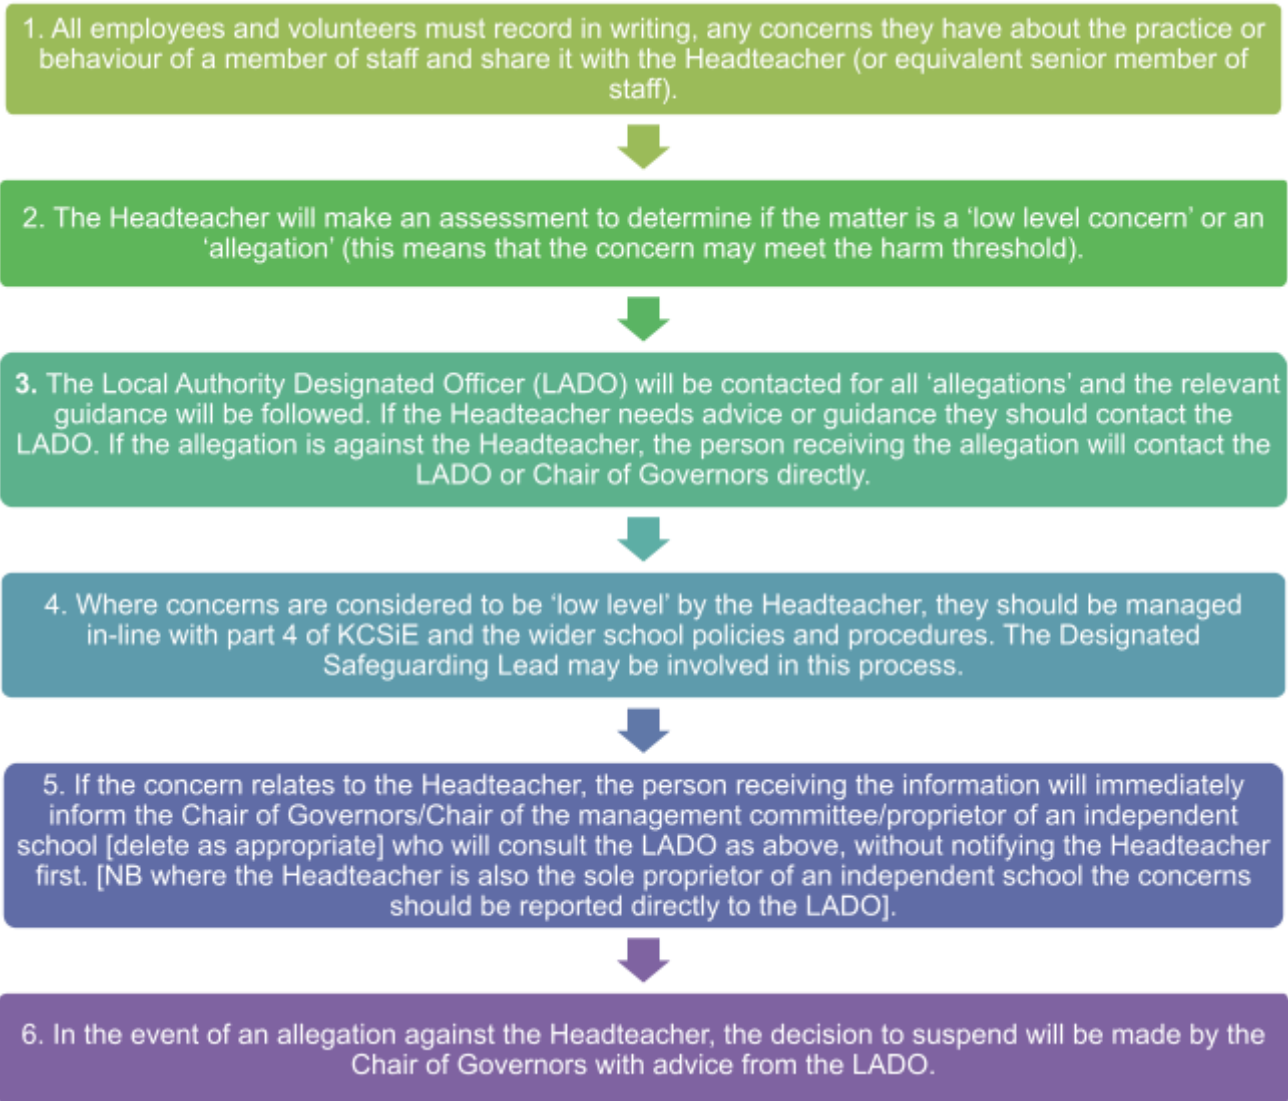 1. All employees and volunteers must record in writing, any concerns they have about the practice or
behaviour of a member of staff and share it with the Headteacher (or equivalent senior member of
staff).
2. The Headteacher will make an assessment to determine if the matter is a ‘low level concern’ or an
‘allegation’ (this means that the concern may meet the harm threshold).
3. The Local Authority Designated Officer (LADO) will be contacted for all ‘allegations’ and the relevant
guidance will be followed. If the Headteacher needs advice or guidance they should contact the
LADO. If the allegation is against the Headteacher, the person receiving the allegation will contact the
LADO or Chair of Governors directly.
4. Where concerns are considered to be ‘low level’ by the Headteacher, they should be managed
in-line with part 4 of KCSiE and the wider school policies and procedures. The Designated
Safeguarding Lead may be involved in this process.
5. If the concern relates to the Headteacher, the person receiving the information will immediately
inform the Chair of Governors/Chair of the management committee/proprietor of an independent
school [delete as appropriate] who will consult the LADO as above, without notifying the Headteacher
first. [NB where the Headteacher is also the sole proprietor of an independent school the concerns
should be reported directly to the LADO].
6. In the event of an allegation against the Headteacher, the decision to suspend will be made by the
Chair of Governors with advice from the LADO.